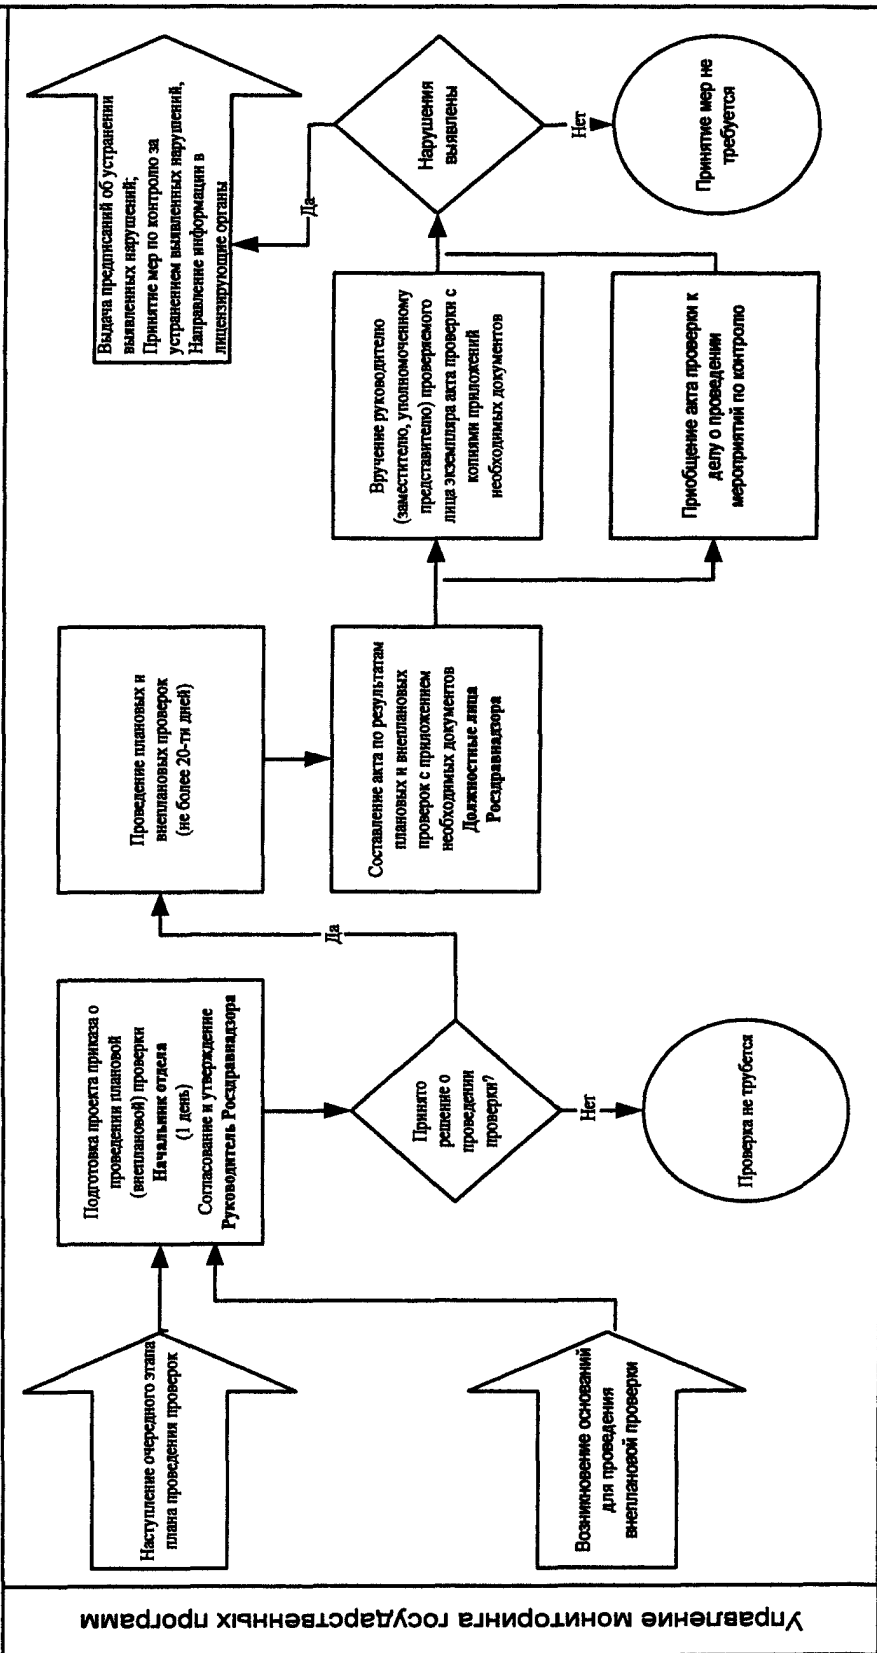 Управление мониторинга государственных программ
Наступление очередного этапа
плана проведения проверок
Возникновение оснований
для проведения
внеплановой проверки
Подготовка проекта приказа о
проведении плановой
(внеплановой) проверки
Начальник отдела
(1 день)
Согласование и утверждение
Руководитель Росздравнадзора
Принято
решение о
проведении
проверки?
Да
Нет
Проверка не трубется
Проведение плановых и
внеплановых проверок
(не более 20-ти дней)
Составление акта по результатам
плановых и внеплановых
проверок с приложением
необходимых документов
Должностные лица
Росздравнадзора
Вручение руководителю
(заместителю, уполномоченному
представителю) проверяемого
лица экземпляра акта проверки с
копиями приложений
необходимых документов
Приобщение акта проверки к
делу о проведении
мероприятий по контролю
Нарушения
выявлены
Да
Нет
Выдача предписаний об устранении
выявленных нарушений;
Принятие мер по контролю за
устранением выявленных нарушений,
Направление информации в
лицензирующие органы
Принятие мер не
требуется